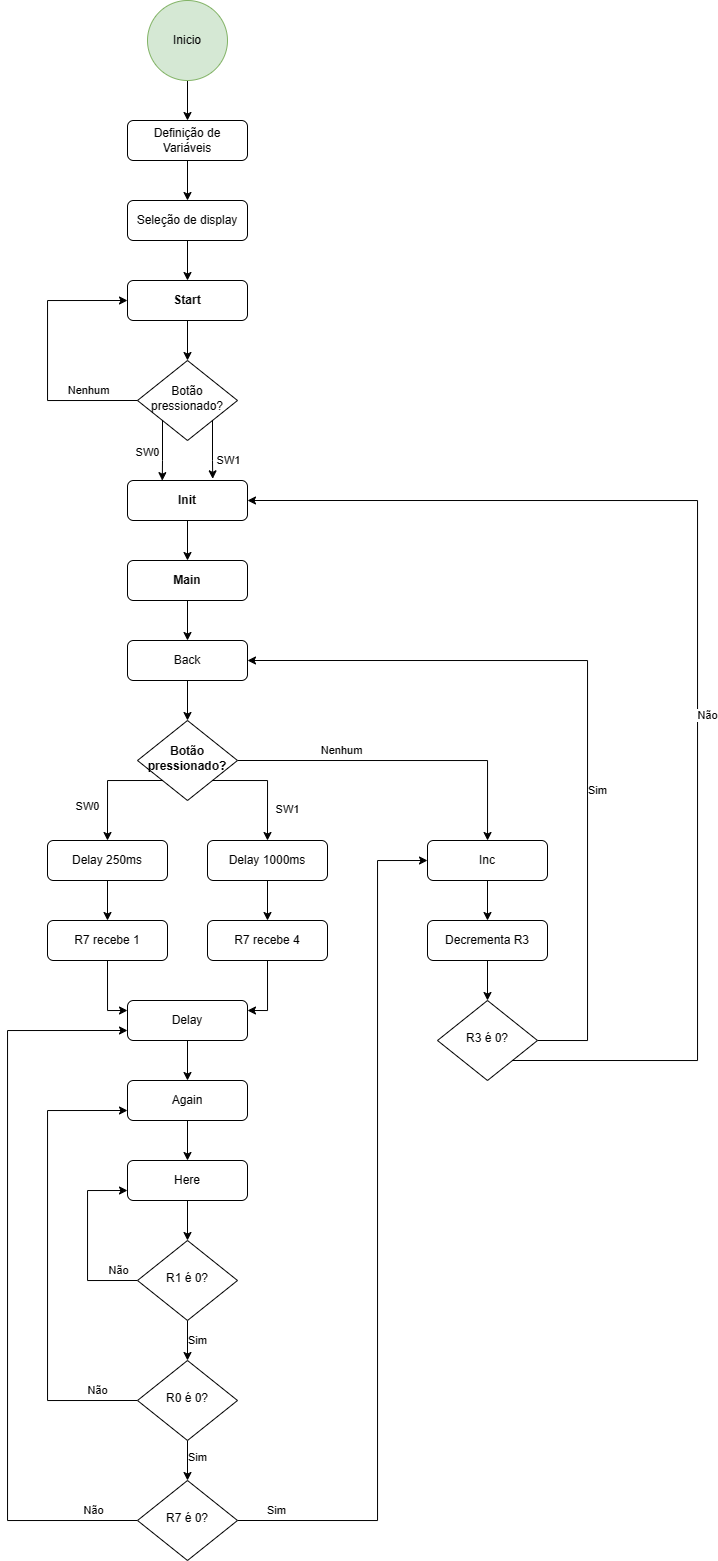 Inicio
Definição de
Variáveis
Seleção de display
Start
Botão
pressionado?
Nenhum
SW0
SW1
Init
Main
Back
Botão
pressionado?
Nenhum
Não
Sim
SW0
SW1
Delay 250ms
Delay 1000ms
Inc
R7 recebe 1
R7 recebe 4
Decrementa R3
Delay
R3 é 0?
Again
Here
R1 é 0?
Não
Sim
R0 é 0?
Não
Sim
R7 é 0?
Não
Sim